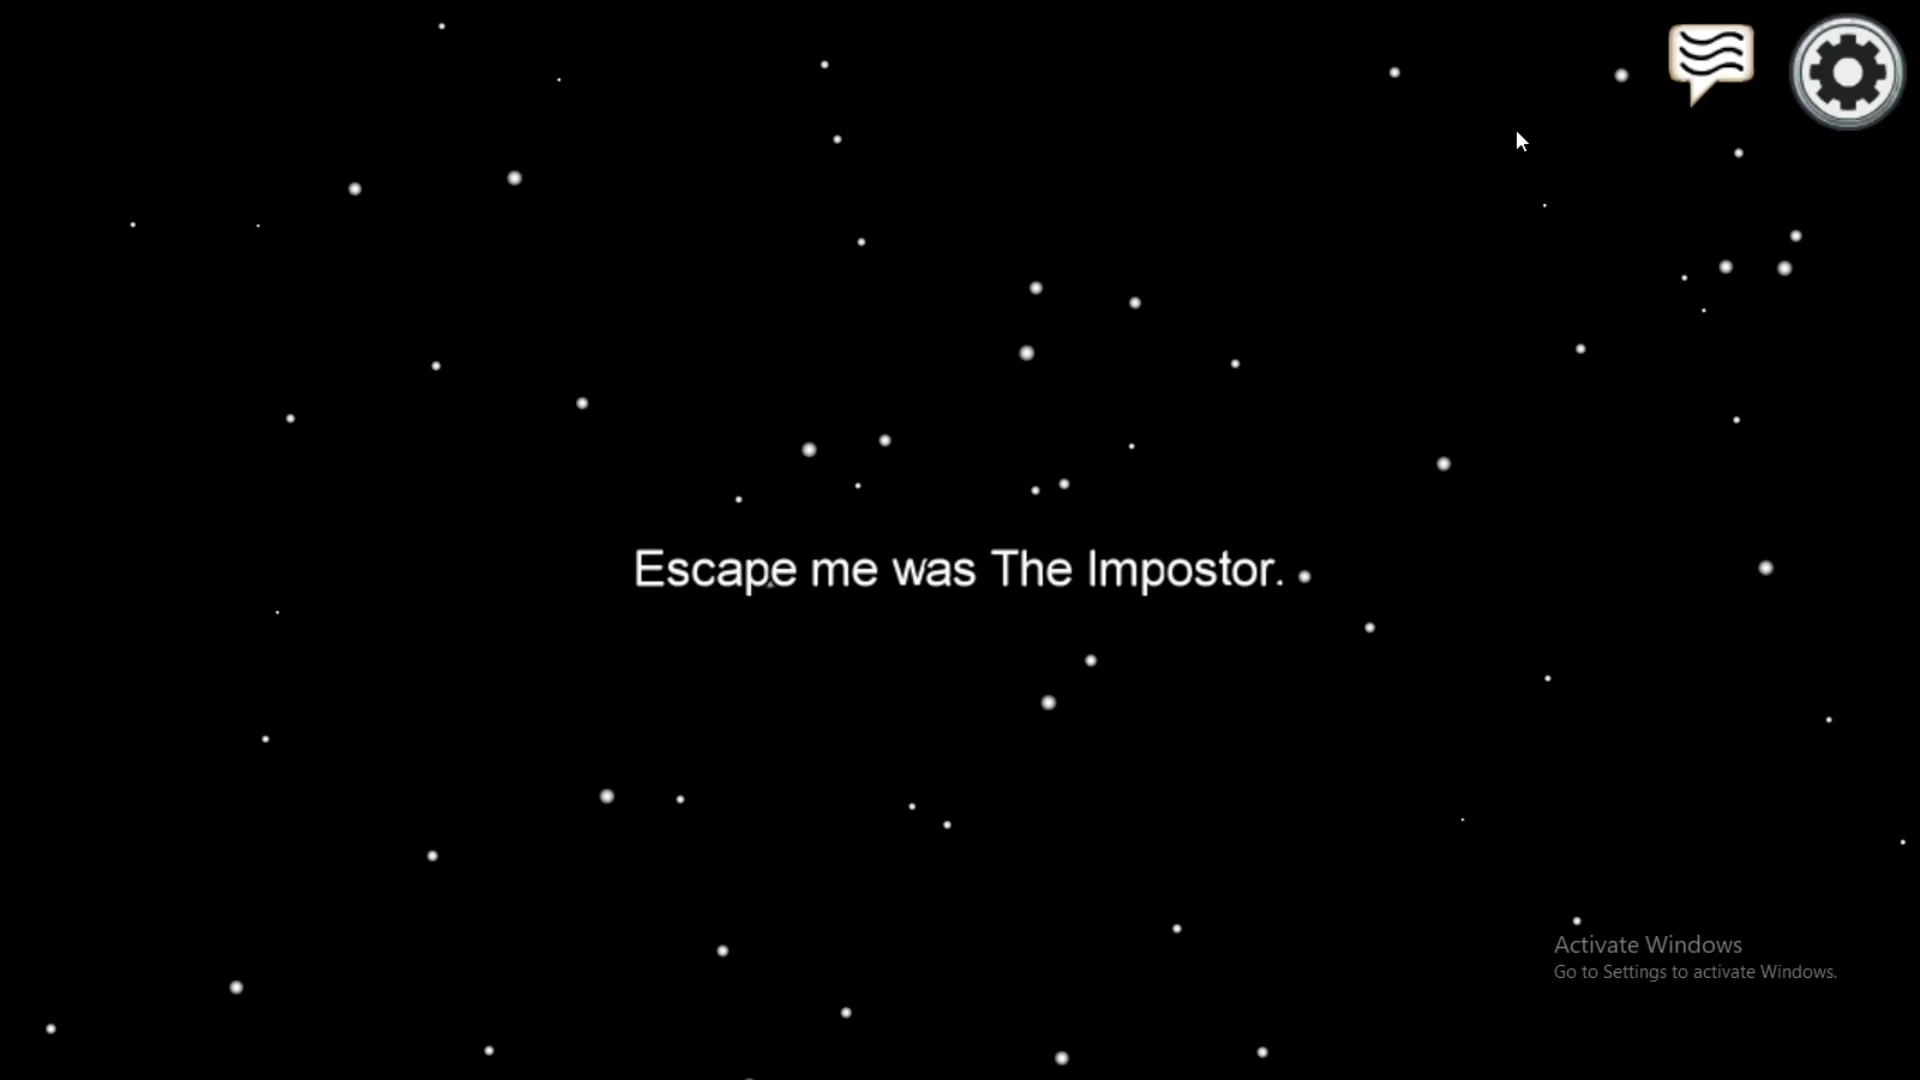 Escape me was The Impostor.
Activate Windows
Go to Settings to activate Windows.